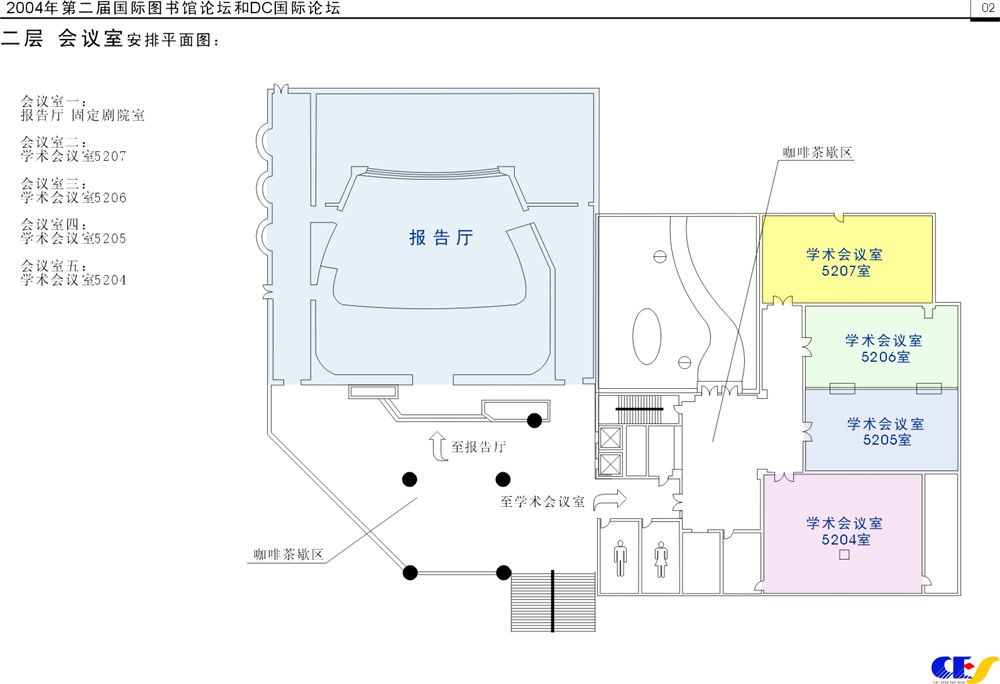 2004年第二届国际图书馆论坛和DC国际论坛
02
二层 会议室安排平面图：
会议室一：
报告厅 固定剧院室
会议室二：
学术会议室5207
会议室三：
学术会议室5206
会议室四：
学术会议室5205
会议室五：
学术会议室5204
咖啡茶歇区
报告厅
学术会议室
5207室
学术会议室
5206室
学术会议室
5205室
至报告厅
至学术会议室
学术会议室
5204室
咖啡茶歇区
CES